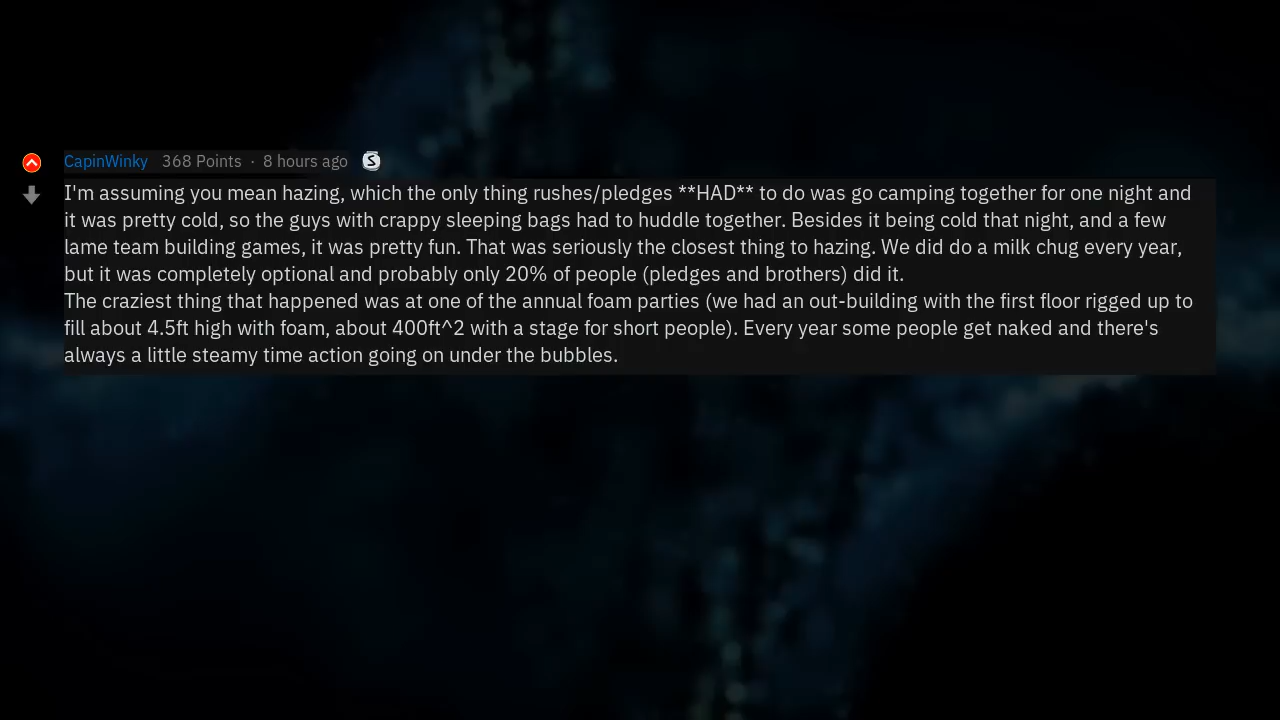 CapinWinky 368 Points · 8 hours ago S
I'm assuming you mean hazing, which the only thing rushes/pledges **HAD** to do was go camping together for one night and
it was pretty cold, so the guys with crappy sleeping bags had to huddle together. Besides it being cold that night, and a few
lame team building games, it was pretty fun. That was seriously the closest thing to hazing. We did do a milk chug every year,
but it was completely optional and probably only 20% of people (pledges and brothers) did it.
The craziest thing that happened was at one of the annual foam parties (we had an out-building with the first floor rigged up to
fill about 4.5ft high with foam, about 400ft^2 with a stage for short people). Every year some people get naked and there's
always a little steamy time action going on under the bubbles.